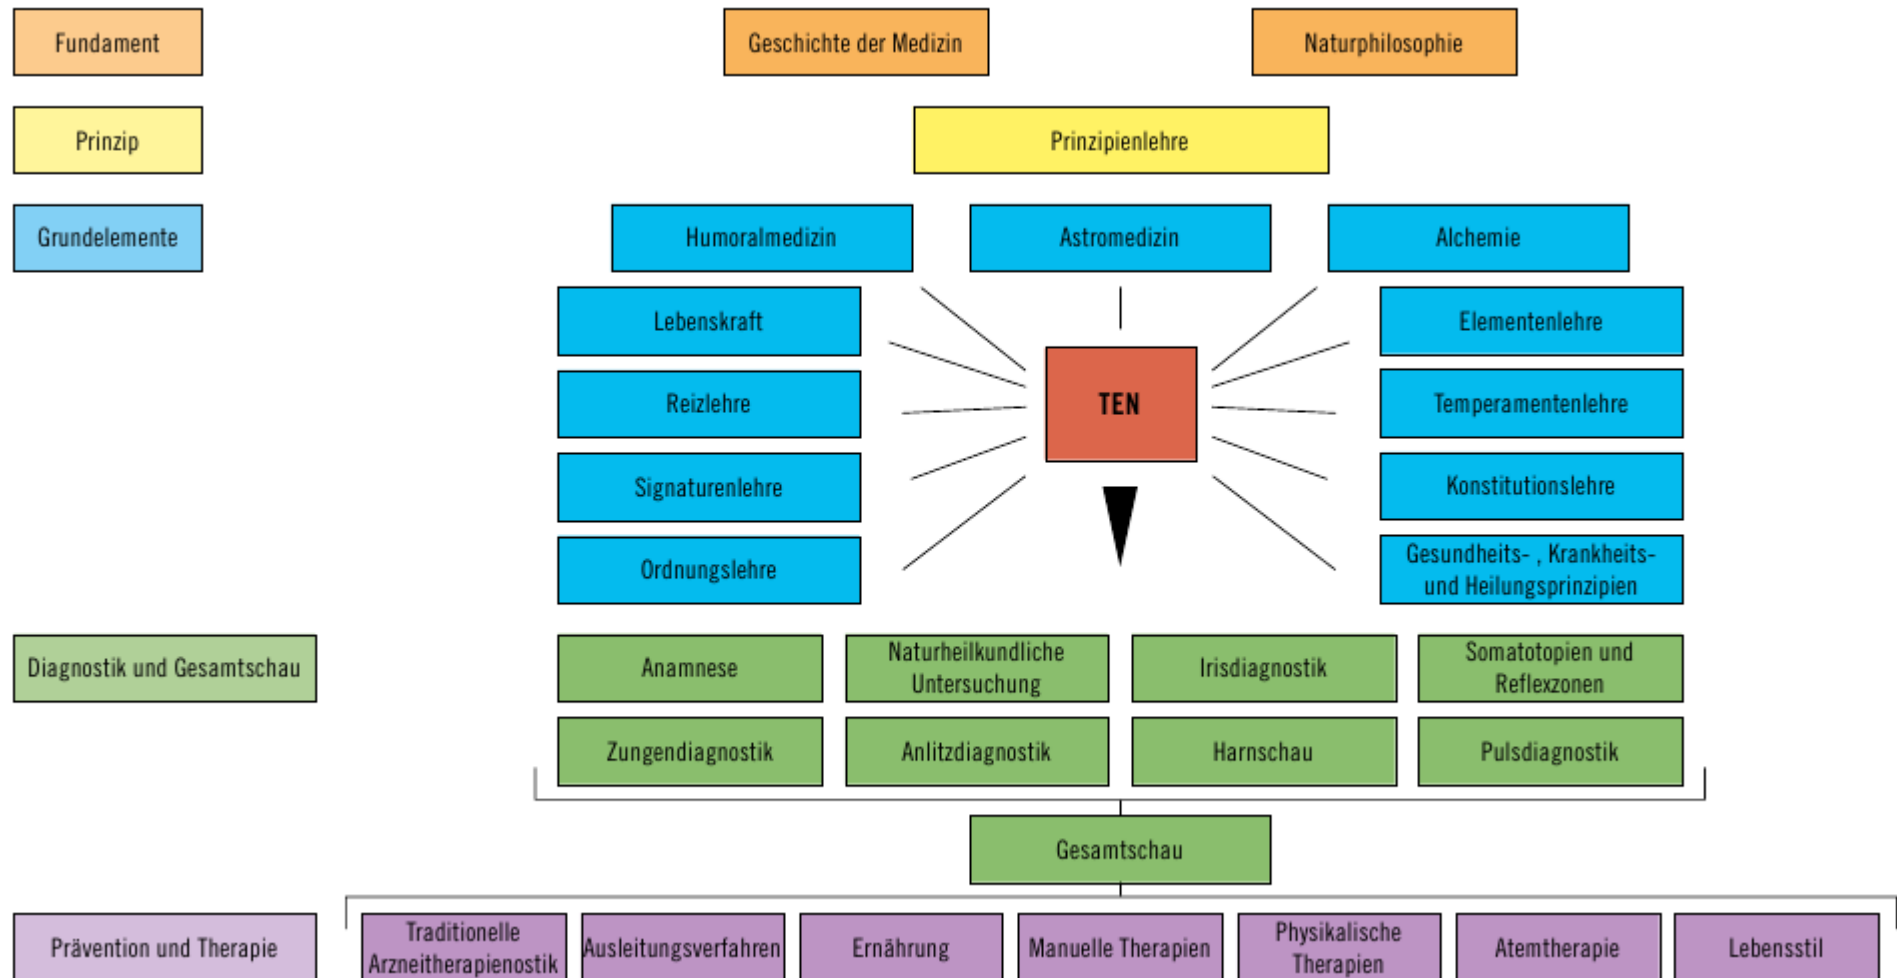 Fundament
Geschichte der Medizin
Naturphilosophie
Prinzip
Prinzipienlehre
Grundelemente
Humoralmedizin
Astromedizin
Alchemie
Lebenskraft
Elementenlehre
Reizlehre
TEN
Temperamentenlehre
Signaturenlehre
Konstitutionslehre
Ordnungslehre
Gesundheits- , Krankheits-
und Heilungsprinzipien
Diagnostik und Gesamtschau
Anamnese
Naturheilkundliche
Untersuchung
Irisdiagnostik
Somatotopien und
Reflexzonen
Zungendiagnostik
Anlitzdiagnostik
Harnschau
Pulsdiagnostik
Gesamtschau
Prävention und Therapie
Traditionelle
Arzneitherapienostik
Ausleitungsverfahren
Ernährung
Manuelle Therapien
Physikalische
Therapien
Atemtherapie
Lebensstil